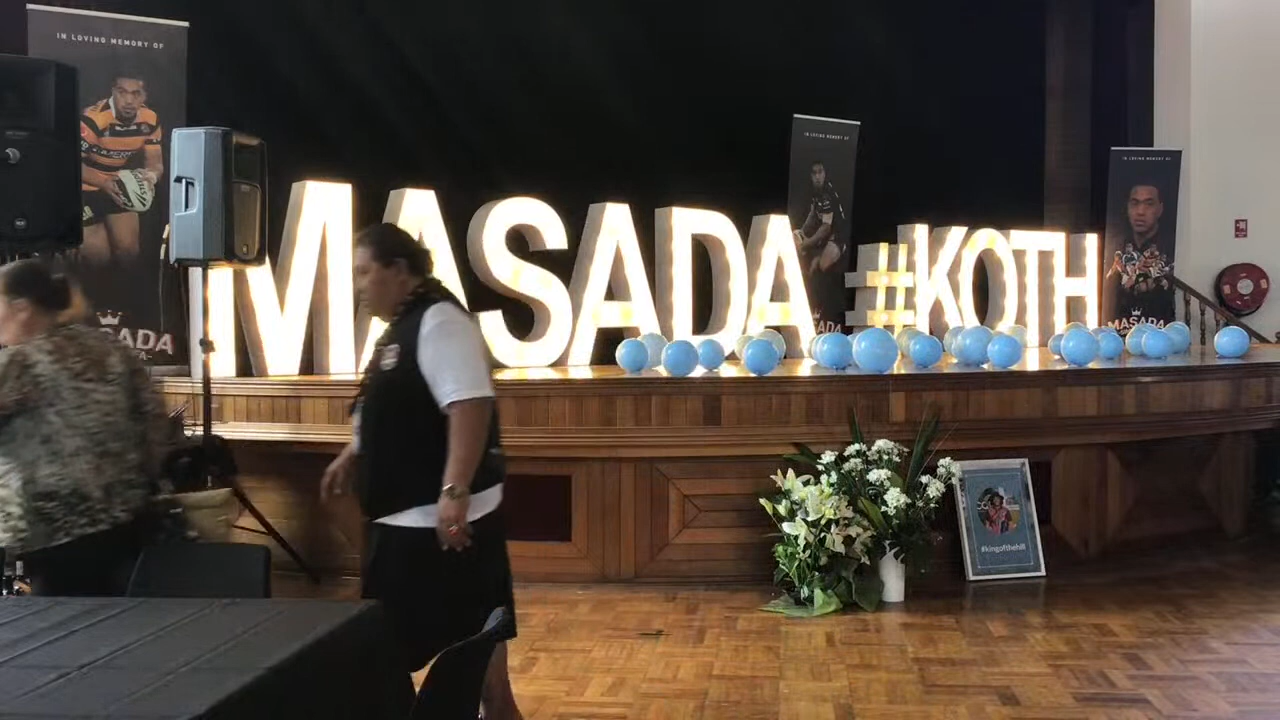 IN LOVING MEMORY OF
MASADA
MASADA #KOTH
IN LOVING MEMORY OF
IN LOVING MEMORY OF
MASADA
#kingofthehill